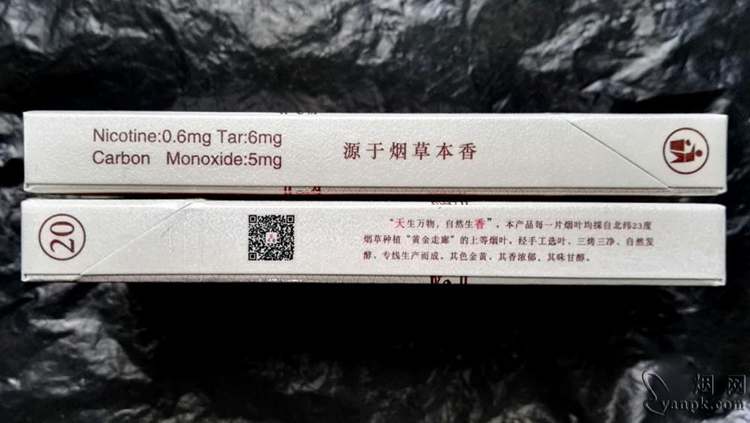 Nicotine:0.6mg Tar:6mg
Carbon Monoxide:5mg
源于烟草本香
20
“天生万物,自然生香”,本产品每一片烟叶均採自北纬23度
烟草种植“黄金走廊”的上等烟叶,经手工选叶、三烤三净、自然发
酵、专线生产而成,其色金黄、其香浓郁、其味甘醇。
烟网
yanpk.com